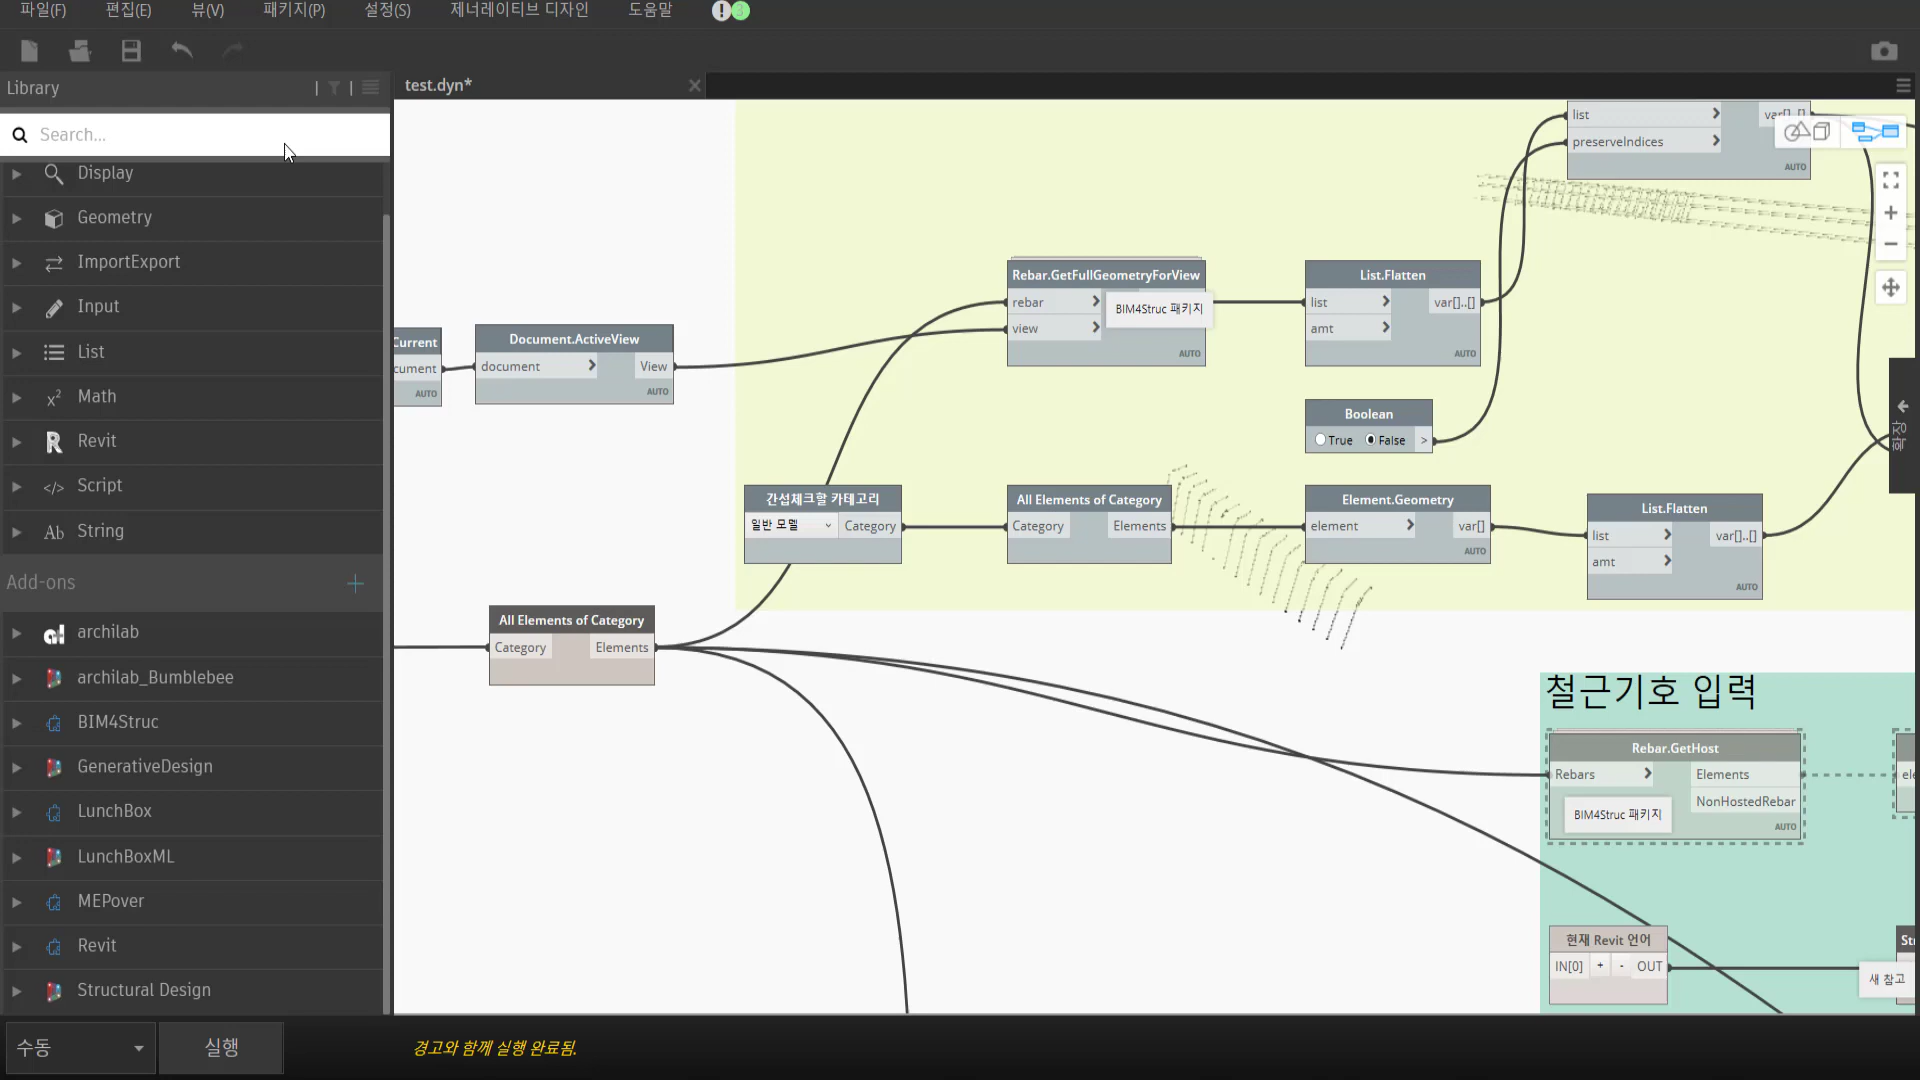 파일(F) 편집(E) 뷰(V) 패키지(P) 설정(S) 제너레이티브 디자인 도움말
Library
test.dyn*
Search...
Display
Geometry
ImportExport
Input
List
Math
Revit
Script
String
Add-ons
archilab
archilab_Bumblebee
BIM4Struc
GenerativeDesign
LunchBox
LunchBoxML
MEPover
Revit
Structural Design
수동
실행
경고와 함께 실행 완료됨.
list
preserveIndices
AUTO
Rebar.GetFullGeometryForView
rebar
view
BIM4Struc 패키지
AUTO
List.Flatten
list var[]..[]
amt
AUTO
Current
cument
AUTO
Document.ActiveView
document View
AUTO
Boolean
True False >
확장
간섭체크할 카테고리
일반 모델 Category
All Elements of Category
Category Elements
Element.Geometry
element var[]
AUTO
List.Flatten
list var[]..[]
amt
AUTO
All Elements of Category
Category Elements
철근기호 입력
Rebar.GetHost
Rebars Elements
NonHostedRebar
BIM4Struc 패키지
AUTO
ele
현재 Revit 언어
IN[0] + - OUT
새 참고